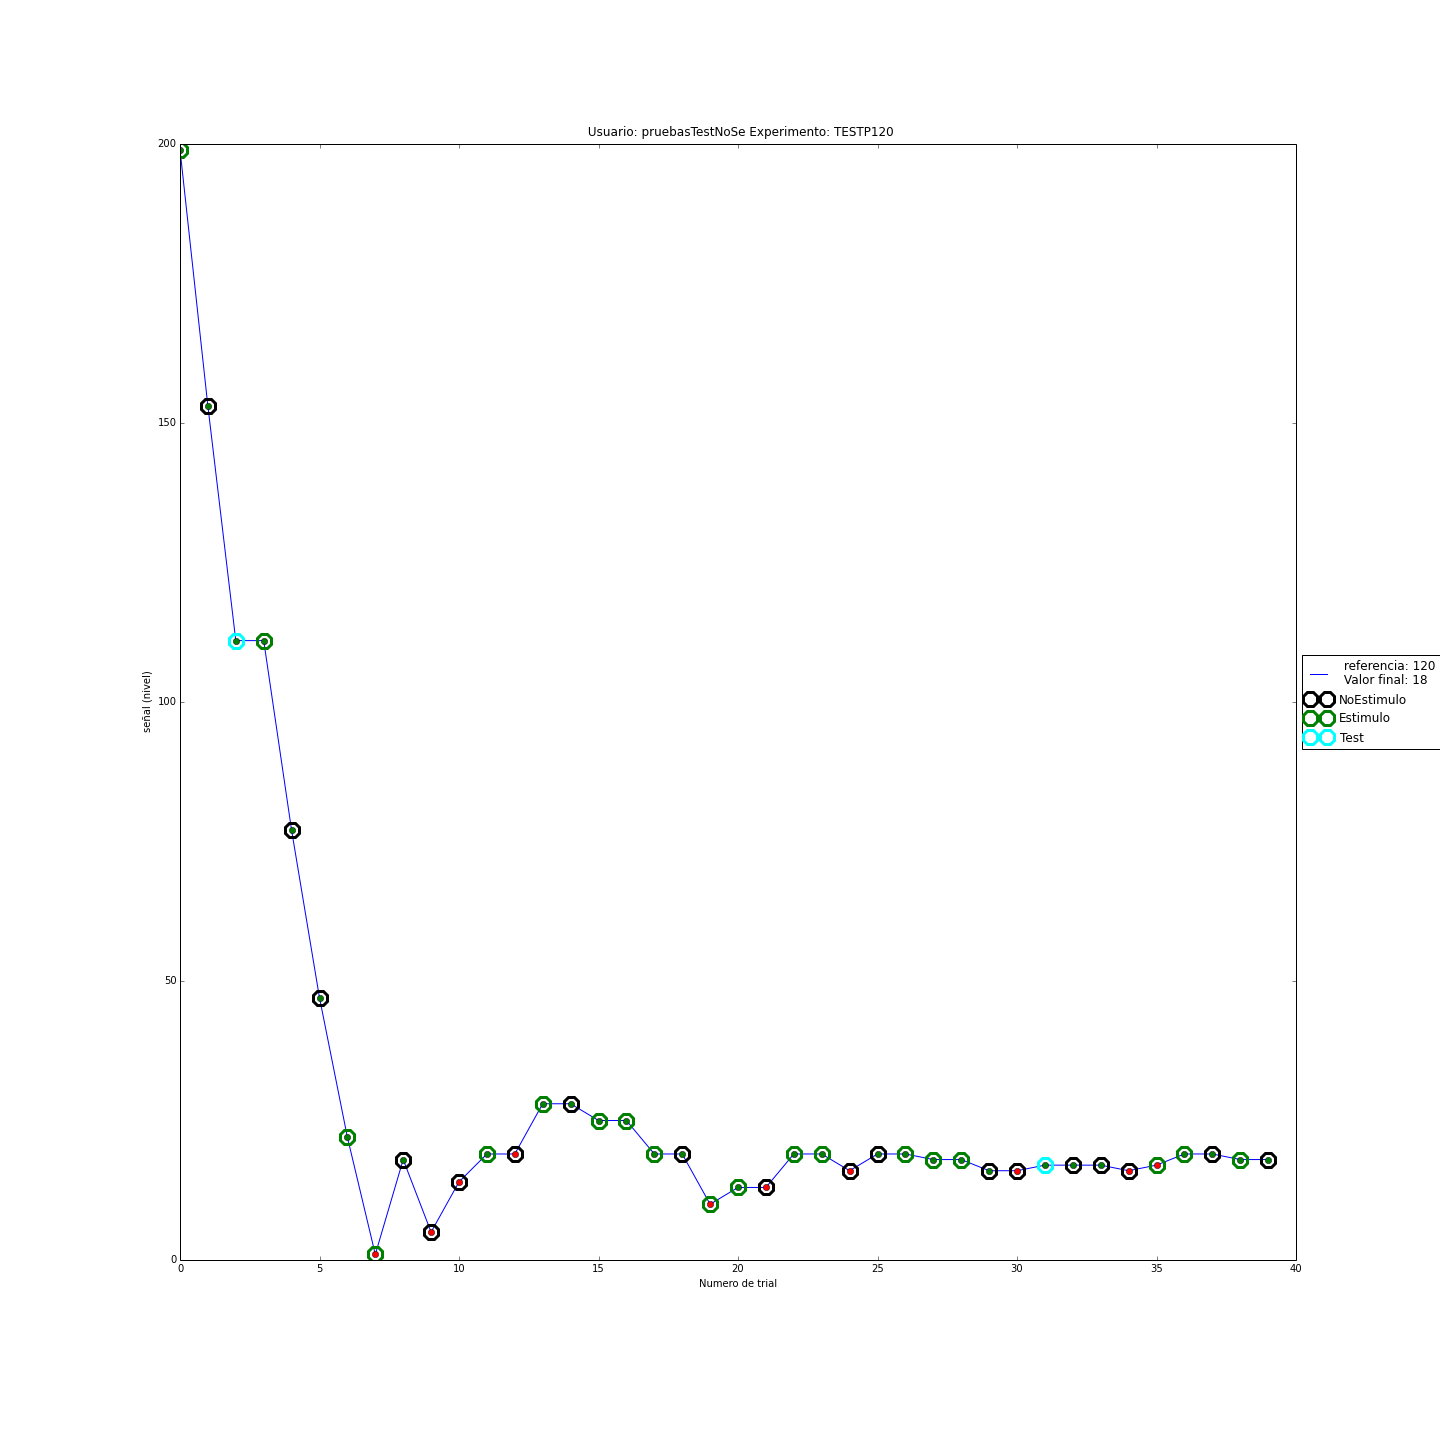 Usuario: pruebasTestNoSe Experimento: TESTP120
200
150
100
50
0
señal (nivel)
0 5 10 15 20 25 30 35 40
Numero de trial
referencia: 120
Valor final: 18
NoEstimulo
Estimulo
Test